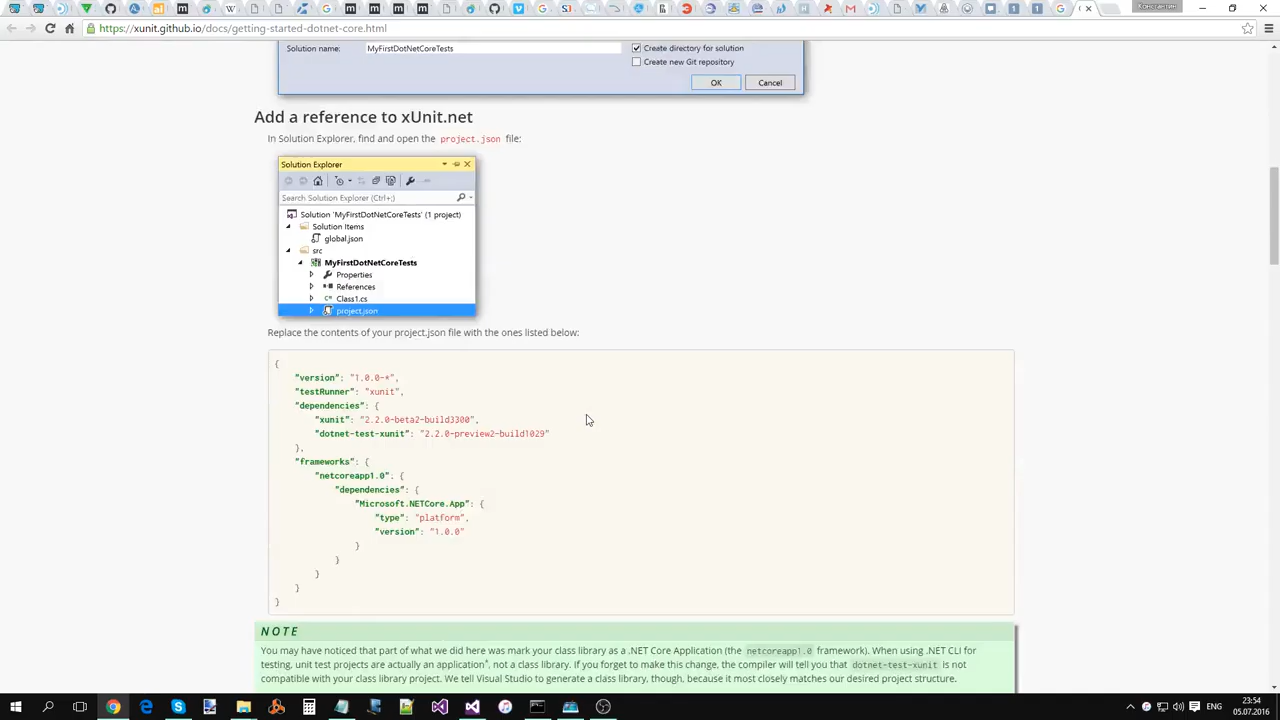 Константин
https://xunit.github.io/docs/getting-started-dotnet-core.html
Solution name: MyFirstDotNetCoreTests Create directory for solution
Create new Git repository
OK Cancel
Add a reference to xUnit.net
In Solution Explorer, find and open the project.json file:
Solution Explorer
Search Solution Explorer (Ctrl+;)
Solution 'MyFirstDotNetCoreTests' (1 project)
Solution Items
global.json
src
MyFirstDotNetCoreTests
Properties
References
C# Class1.cs
project.json
Replace the contents of your project.json file with the ones listed below:
{
"version": "1.0.0-*",
"testRunner": "xunit",
"dependencies": {
"xunit": "2.2.0-beta2-build3300",
"dotnet-test-xunit": "2.2.0-preview2-build1029"
},
"frameworks": {
"netcoreapp1.0": {
"dependencies": {
"Microsoft.NETCore.App": {
"type": "platform",
"version": "1.0.0"
}
}
}
}
}
NOTE
You may have noticed that part of what we did here was mark your class library as a .NET Core Application (the netcoreapp1.0 framework). When using .NET CLI for
testing, unit test projects are actually an application*, not a class library. If you forget to make this change, the compiler will tell you that dotnet-test-xunit is not
compatible with your class library project. We tell Visual Studio to generate a class library, though, because it most closely matches our desired project structure.
ENG
23:54
05.07.2016